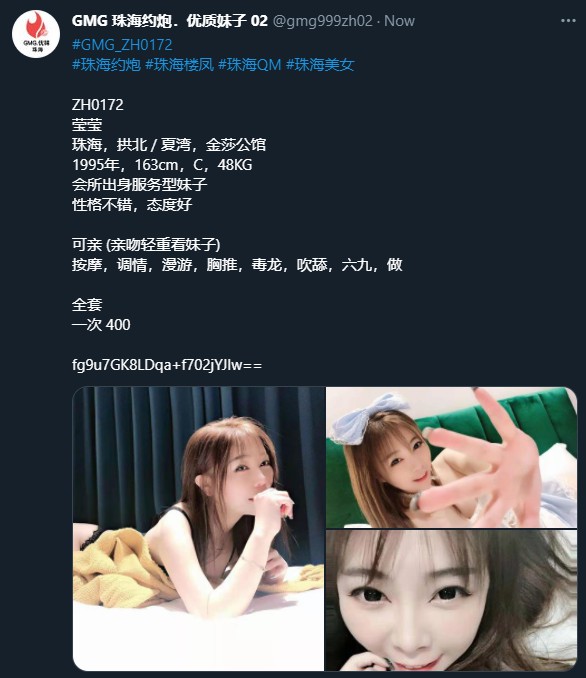 GMG 珠海约炮．优质妹子 02 @gmg999zh02 · Now
GMG
珠海
#GMG_ZH0172
#珠海约炮 #珠海楼凤 #珠海QM #珠海美女
ZH0172
莹莹
珠海，拱北 / 夏湾，金莎公馆
1995年，163cm，C，48KG
会所出身服务型妹子
性格不错，态度好
可亲 (亲吻轻重看妹子)
按摩，调情，漫游，胸推，毒龙，吹舔，六九，做
全套
一次 400
fg9u7GK8LDqa+f702jYJlw==